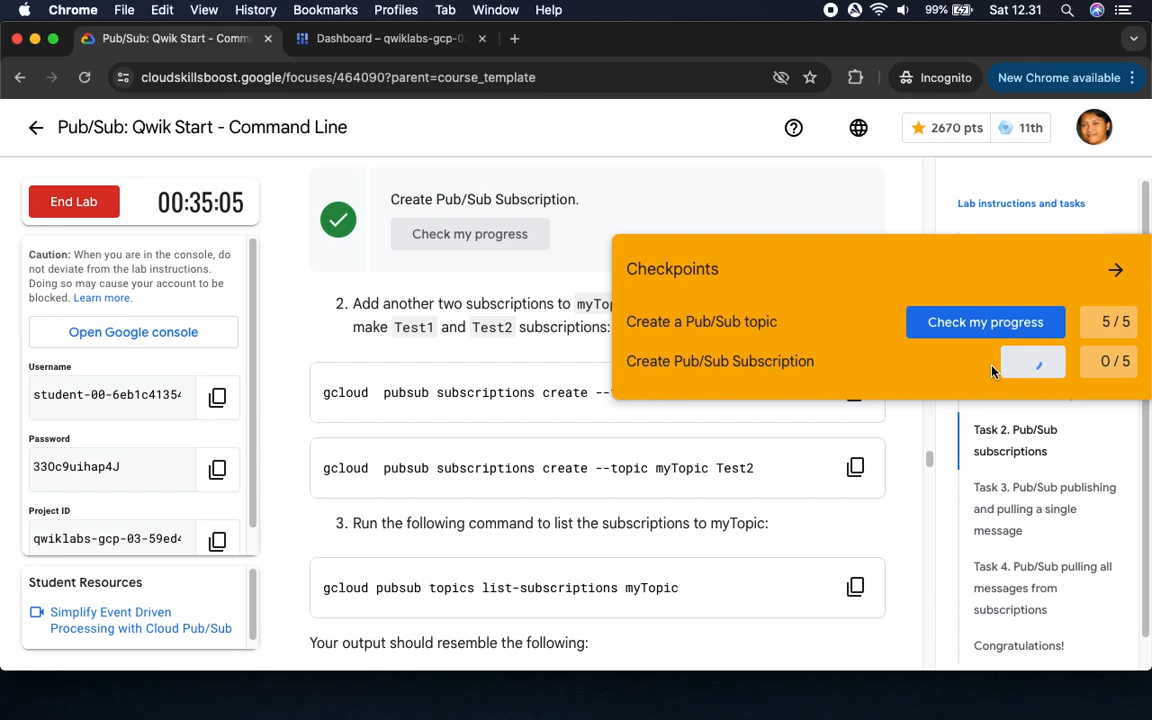 Chrome File Edit View History Bookmarks Profiles Tab Window Help 99% Sat 12.31
Pub/Sub: Qwik Start - Comm
Dashboard – qwiklabs-gcp-0
cloudskillsboost.google/focuses/464090?parent=course_template
Incognito
New Chrome available
Pub/Sub: Qwik Start - Command Line
2670 pts
11th
End Lab
00:35:05
Caution: When you are in the console, do
not deviate from the lab instructions.
Doing so may cause your account to be
blocked. Learn more.
Open Google console
Username
student-00-6eb1c4135
Password
330c9uihap4J
Project ID
qwiklabs-gcp-03-59ed
Student Resources
Simplify Event Driven
Processing with Cloud Pub/Sub
Create Pub/Sub Subscription.
Check my progress
2. Add another two subscriptions to myTo
make Test1 and Test2 subscriptions:
gcloud  pubsub subscriptions create --
gcloud  pubsub subscriptions create --topic myTopic Test2
3. Run the following command to list the subscriptions to myTopic:
gcloud pubsub topics list-subscriptions myTopic
Your output should resemble the following:
Checkpoints
Create a Pub/Sub topic
Check my progress
5 / 5
Create Pub/Sub Subscription
0 / 5
Lab instructions and tasks
Task 2. Pub/Sub
subscriptions
Task 3. Pub/Sub publishing
and pulling a single
message
Task 4. Pub/Sub pulling all
messages from
subscriptions
Congratulations!